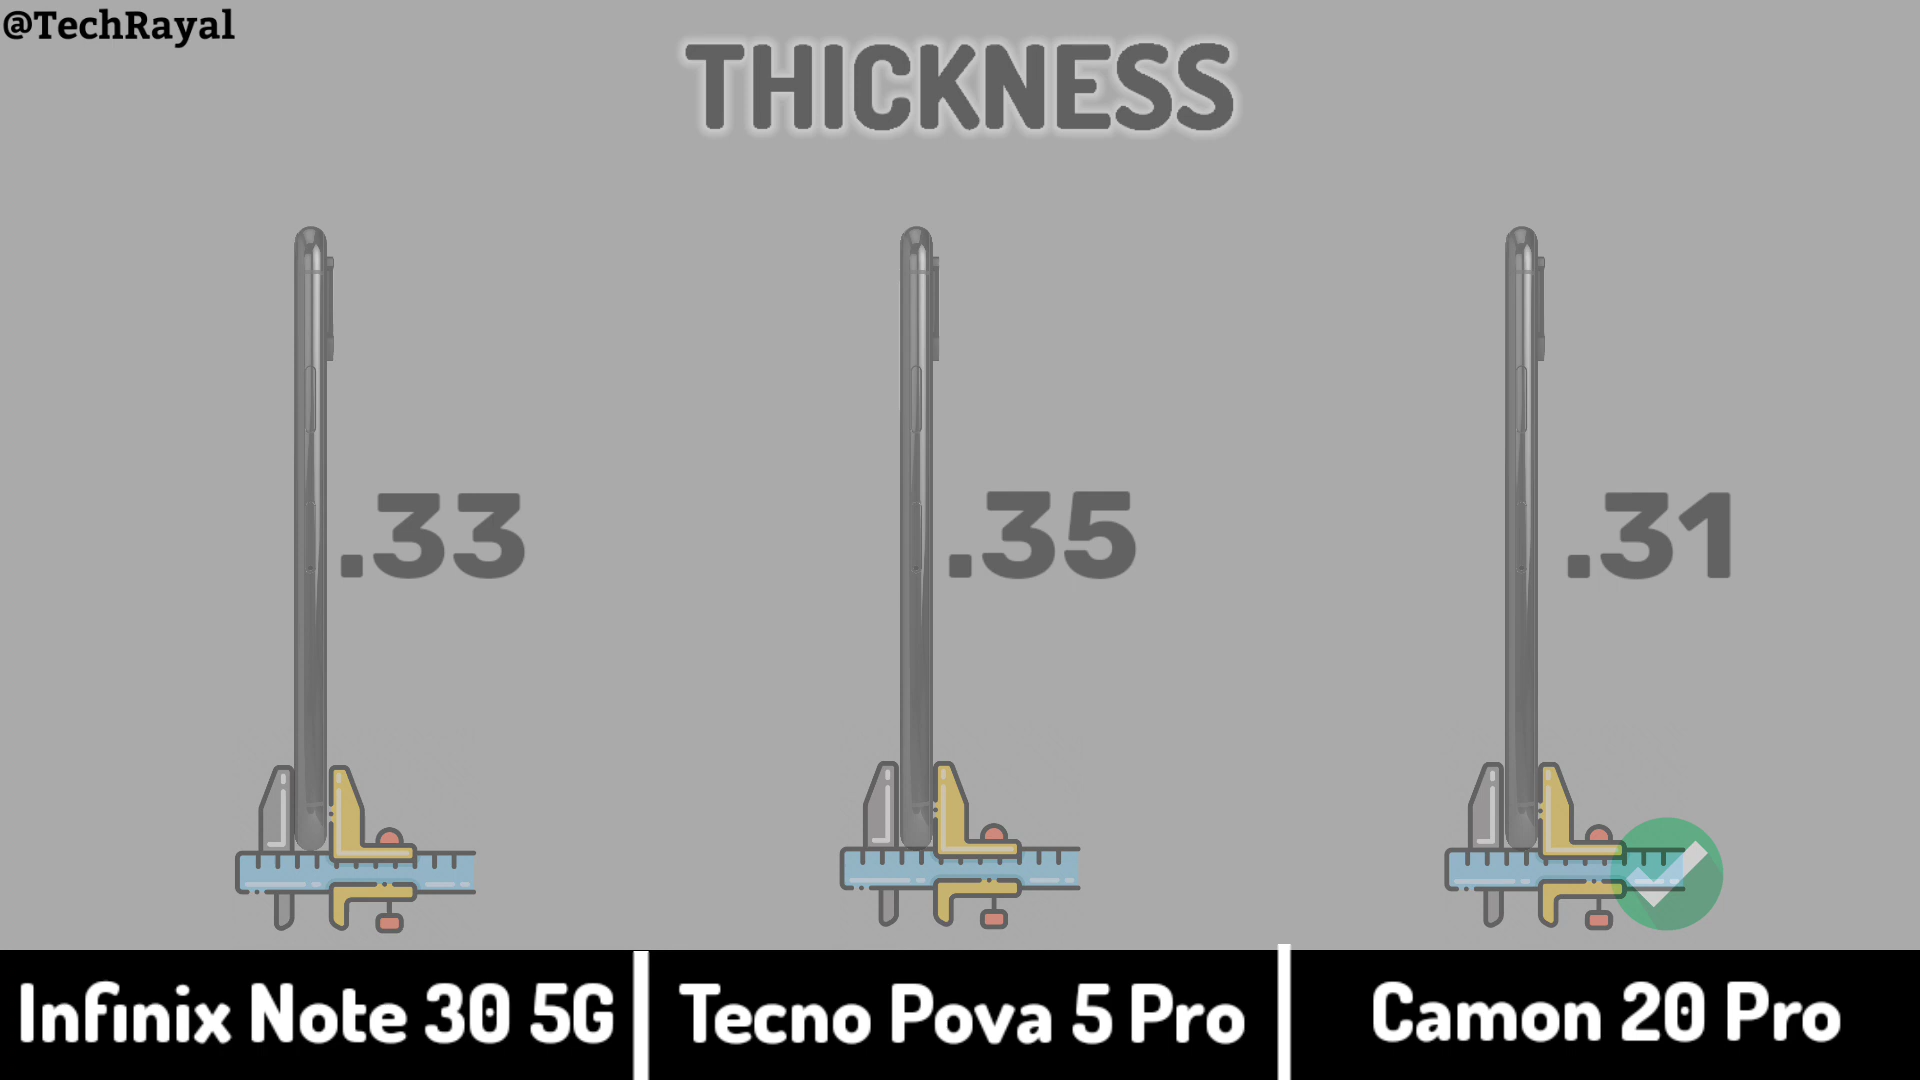 @TechRayal
THICKNESS
.33
.35
.31
Infinix Note 30 5G
Tecno Pova 5 Pro
Camon 20 Pro